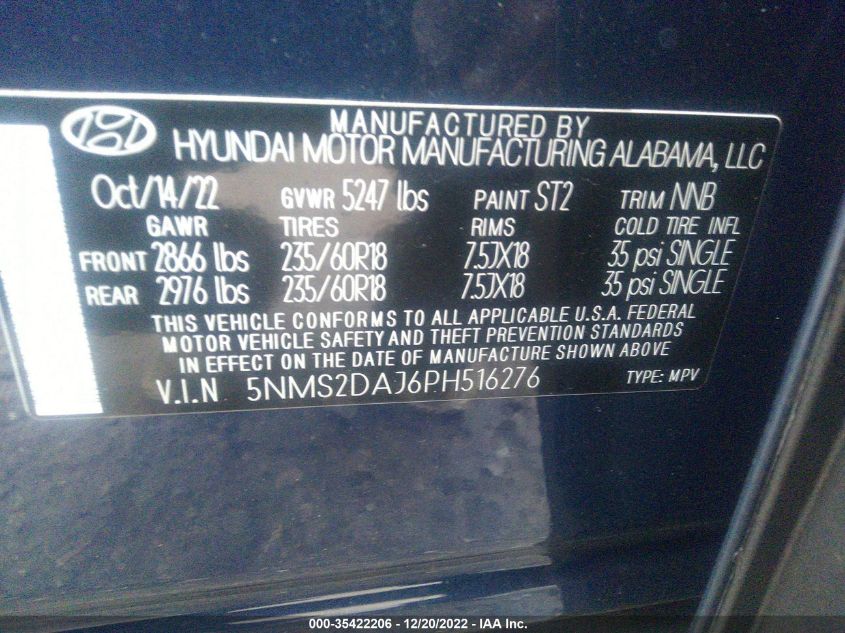 MANUFACTURED BY
HYUNDAI MOTOR MANUFACTURING ALABAMA, LLC
Oct/14/22 GVWR 5247 lbs PAINT ST2 TRIM NNB
GAWR TIRES RIMS COLD TIRE INFL
FRONT 2866 lbs 235/60R18 7.5JX18 35 psi SINGLE
REAR 2976 lbs 235/60R18 7.5JX18 35 psi SINGLE
THIS VEHICLE CONFORMS TO ALL APPLICABLE U.S.A. FEDERAL
MOTOR VEHICLE SAFETY AND THEFT PREVENTION STANDARDS
IN EFFECT ON THE DATE OF MANUFACTURE SHOWN ABOVE
V.I.N 5NMS2DAJ6PH516276 TYPE: MPV
000-35422206 - 12/20/2022 - IAA Inc.